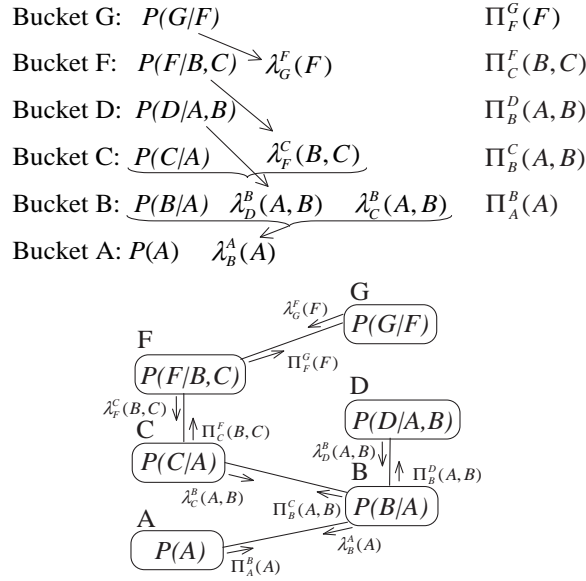 Bucket G: P(G/F) Π_F^G(F)
Bucket F: P(F/B,C) λ_G^F(F) Π_C^F(B,C)
Bucket D: P(D/A,B) Π_B^D(A,B)
Bucket C: P(C/A) λ_F^C(B,C) Π_B^C(A,B)
Bucket B: P(B/A) λ_D^B(A,B) λ_C^B(A,B) Π_A^B(A)
Bucket A: P(A) λ_B^A(A)
G
λ_G^F(F)
P(G/F)
F
Π_F^G(F)
P(F/B,C)
D
λ_F^C(B,C)
P(D/A,B)
C
Π_C^F(B,C)
λ_D^B(A,B)
P(C/A)
B
Π_B^D(A,B)
λ_C^B(A,B)
Π_B^C(A,B)
P(B/A)
A
P(A)
λ_B^A(A)
Π_A^B(A)